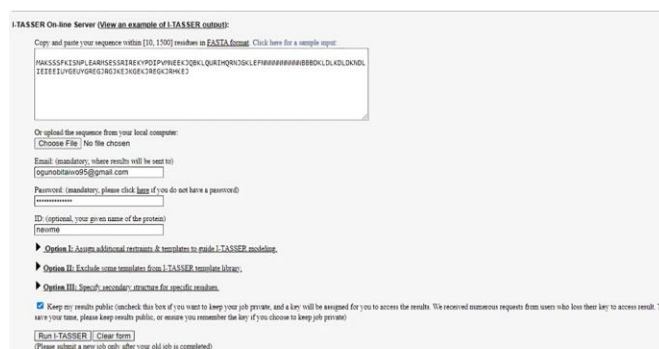 I-TASSER On-line Server (View an example of I-TASSER output):
Copy and paste your sequence within [10, 1500] residues in FASTA format. Click here for a sample input:
Or upload the sequence from your local computer:
Choose File No file chosen
Email: (mandatory, where results will be sent to)
ogunobitaiwo95@gmail.com
Password: (mandatory, please click here if you do not have a password)
ID: (optional, your given name of the protein)
newme
Option I: Assign additional restraints & templates to guide I-TASSER modeling.
Option II: Exclude some templates from I-TASSER template library.
Option III: Specify secondary structure for specific residues.
Keep my results public (uncheck this box if you want to keep your job private, and a key will be assigned for you to access the results. We received numerous requests from users who loss their key to access result.
save your time, please keep results public, or ensure you remember the key if you choose to keep job private)
Run I-TASSER Clear form
(Please submit a new job only after your old job is completed)